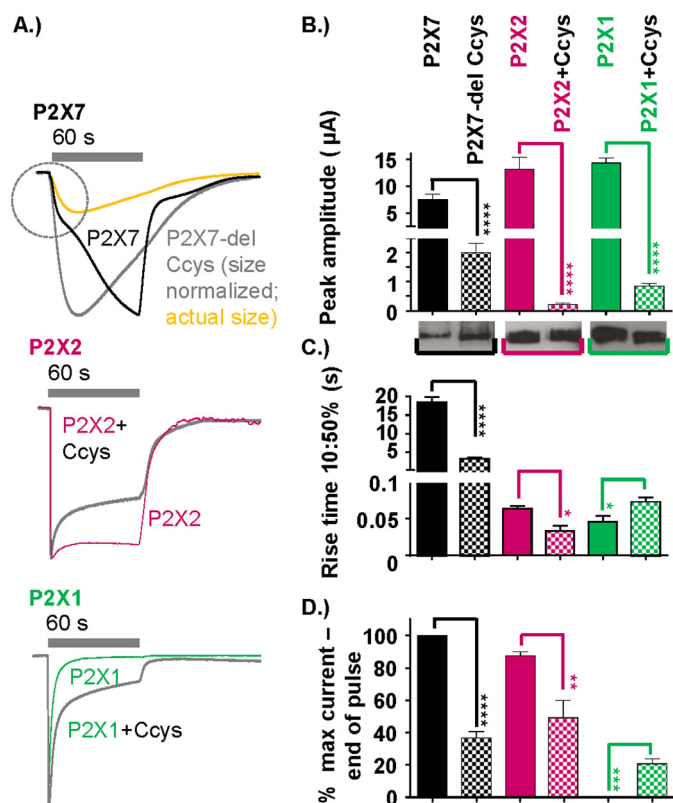 A.)
P2X7
60 s
P2X7
P2X7-del
Ccys (size
normalized;
actual size)
P2X2
60 s
P2X2+
Ccys
P2X2
P2X1
60 s
P2X1
P2X1+Ccys
B.)
P2X7
P2X7-del Ccys
P2X2
P2X2+Ccys
P2X1
P2X1+Ccys
Peak amplitude ( µA)
15
10
5
2
1
0
****
****
****
C.)
Rise time 10:50% (s)
20
15
10
5
0.1
0.05
0
****
*
*
D.)
% max current –
end of pulse
100
80
60
40
20
0
****
**
***